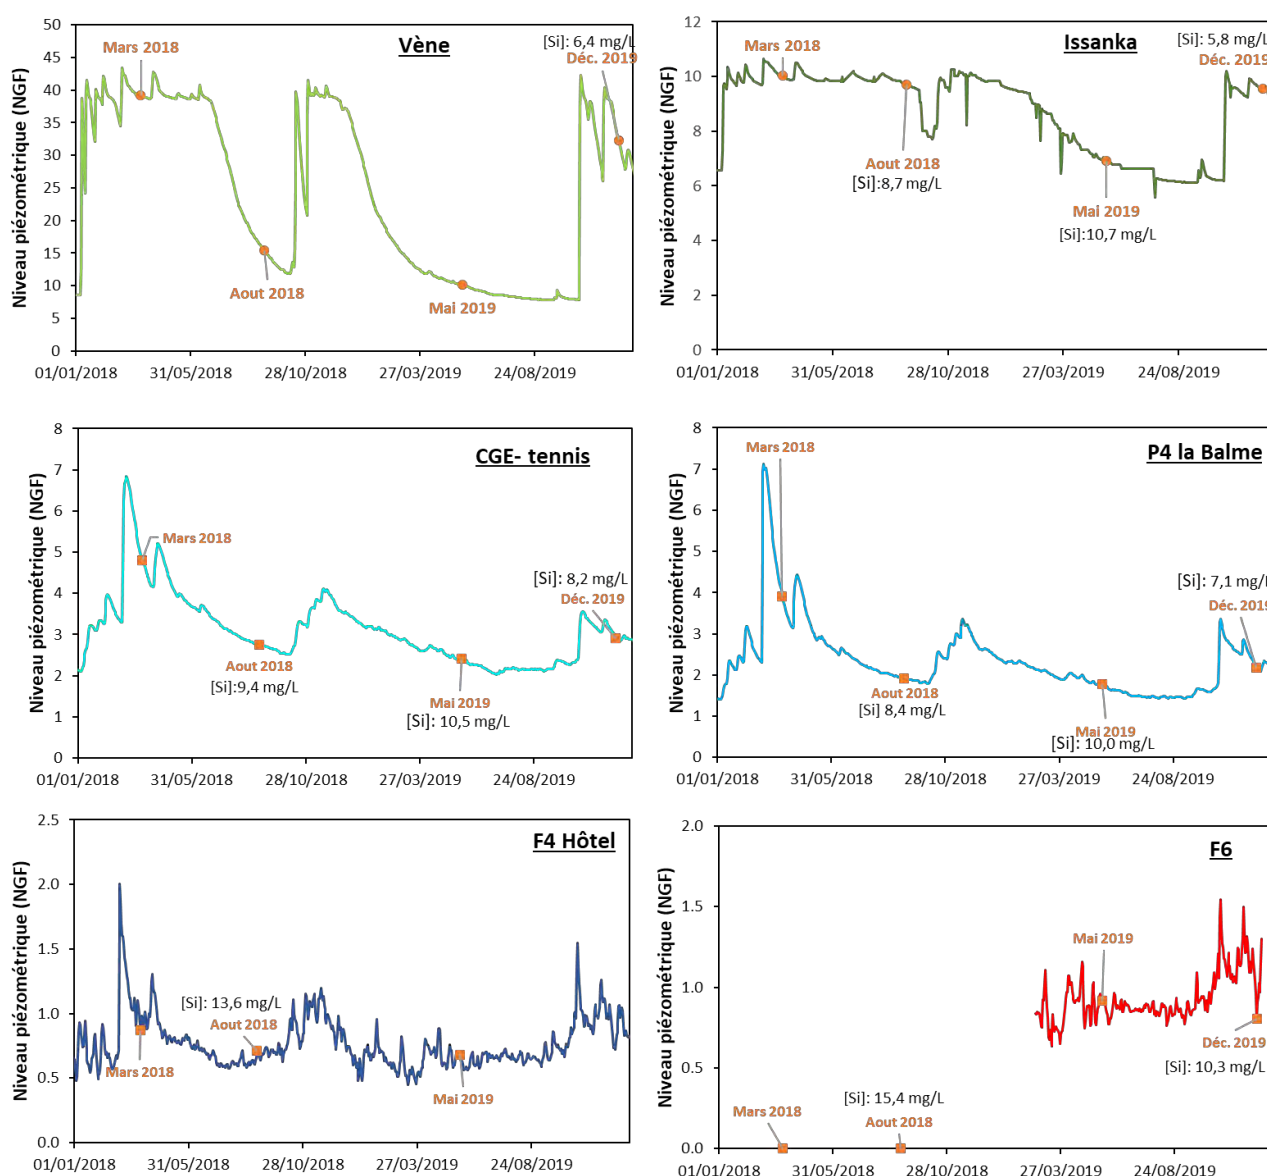 Vène
Niveau piézométrique (NGF)
50
45
40
35
30
25
20
15
10
5
0
Mars 2018
[Si]: 6,4 mg/L
Déc. 2019
Aout 2018
Mai 2019
01/01/2018 31/05/2018 28/10/2018 27/03/2019 24/08/2019
Issanka
Niveau piézométrique (NGF)
12
10
8
6
4
2
0
Mars 2018
[Si]: 5,8 mg/L
Déc. 2019
Aout 2018
[Si]:8,7 mg/L
Mai 2019
[Si]:10,7 mg/L
01/01/2018 31/05/2018 28/10/2018 27/03/2019 24/08/2019
CGE- tennis
Niveau piézométrique (NGF)
8
7
6
5
4
3
2
1
0
Mars 2018
[Si]: 8,2 mg/L
Déc. 2019
Aout 2018
[Si]:9,4 mg/L
Mai 2019
[Si]: 10,5 mg/L
01/01/2018 31/05/2018 28/10/2018 27/03/2019 24/08/2019
P4 la Balme
Niveau piézométrique (NGF)
8
7
6
5
4
3
2
1
0
Mars 2018
[Si]: 7,1 mg/L
Déc. 2019
Aout 2018
[Si] 8,4 mg/L
Mai 2019
[Si]: 10,0 mg/L
01/01/2018 31/05/2018 28/10/2018 27/03/2019 24/08/2019
F4 Hôtel
Niveau piézométrique (NGF)
2.5
2.0
1.5
1.0
0.5
0.0
[Si]: 13,6 mg/L
Aout 2018
Mars 2018
Mai 2019
01/01/2018 31/05/2018 28/10/2018 27/03/2019 24/08/2019
F6
Niveau piézométrique (NGF)
2.0
1.5
1.0
0.5
0.0
Mai 2019
Déc. 2019
[Si]: 10,3 mg/L
[Si]: 15,4 mg/L
Mars 2018
Aout 2018
01/01/2018 31/05/2018 28/10/2018 27/03/2019 24/08/2019